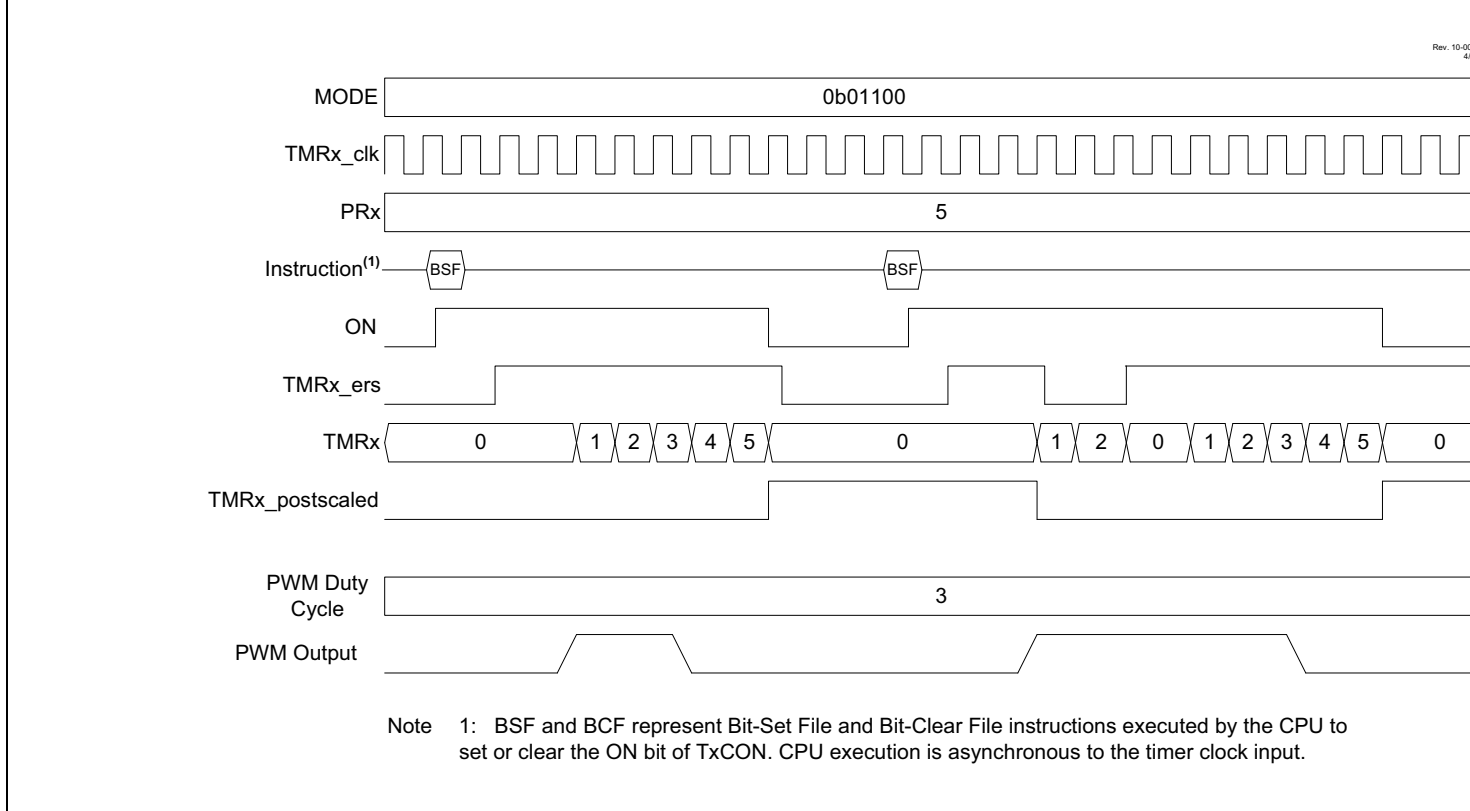 Rev. 10-00
4/
MODE 0b01100
TMRx_clk
PRx 5
Instruction(1) BSF BSF
ON
TMRx_ers
TMRx 0 1 2 3 4 5 0 1 2 0 1 2 3 4 5 0
TMRx_postscaled
PWM Duty
Cycle 3
PWM Output
Note 1: BSF and BCF represent Bit-Set File and Bit-Clear File instructions executed by the CPU to
set or clear the ON bit of TxCON. CPU execution is asynchronous to the timer clock input.